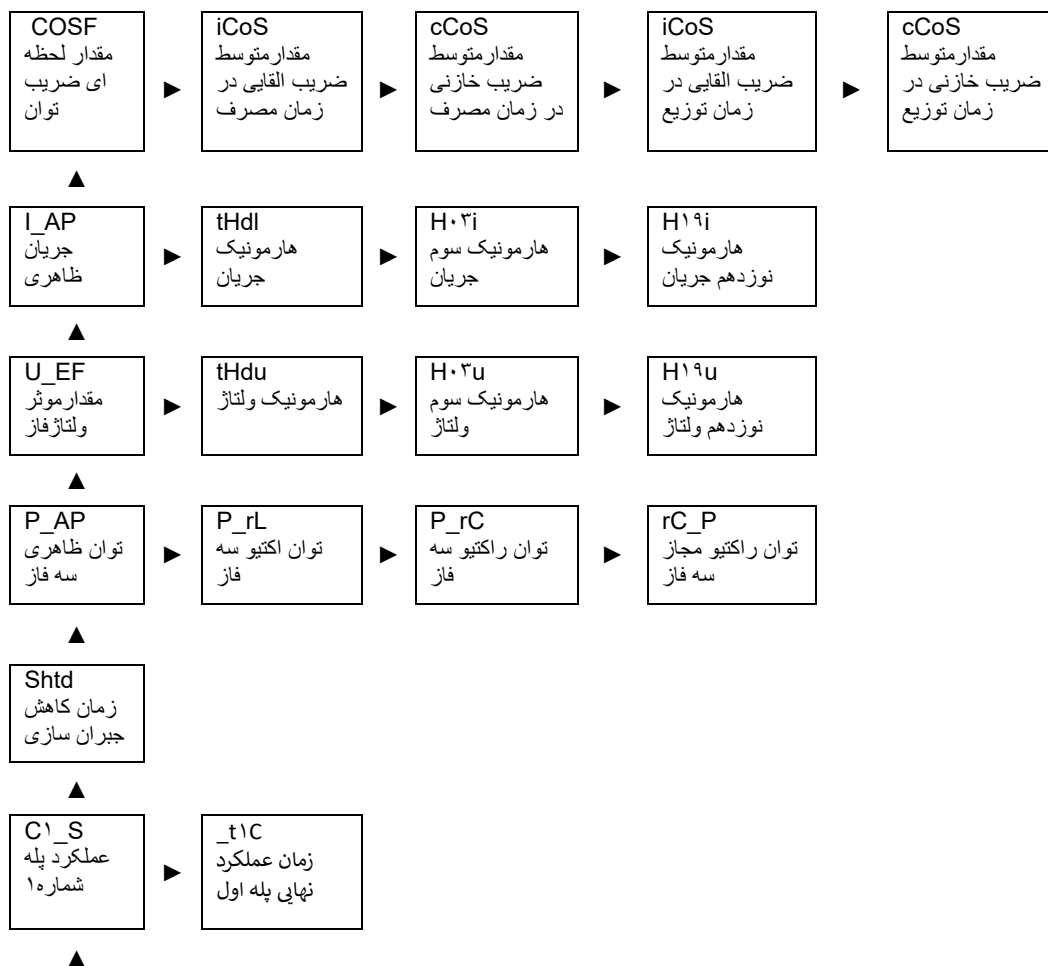 COSF
مقدار لحظه
ای ضریب
توان
iCoS
مقدارمتوسط
ضریب القایی در
زمان مصرف
cCoS
مقدارمتوسط
ضریب خازنی
در زمان مصرف
iCoS
مقدارمتوسط
ضریب القایی در
زمان توزیع
cCoS
مقدارمتوسط
ضریب خازنی در
زمان توزیع
I_AP
جریان
ظاهری
tHdI
هارمونیک
جریان
H۰۳i
هارمونیک سوم
جریان
H۱۹i
هارمونیک
نوزدهم جریان
U_EF
مقدارموثر
ولتاژفاز
tHdu
هارمونیک ولتاژ
H۰۳u
هارمونیک سوم
ولتاژ
H۱۹u
هارمونیک
نوزدهم ولتاژ
P_AP
توان ظاهری
سه فاز
P_rL
توان اکتیو سه
فاز
P_rC
توان راکتیو سه
فاز
rC_P
توان راکتیو مجاز
سه فاز
Shtd
زمان کاهش
جبران سازی
C۱_S
عملکرد پله
شماره۱
_t۱C
زمان عملکرد
نهایی پله اول